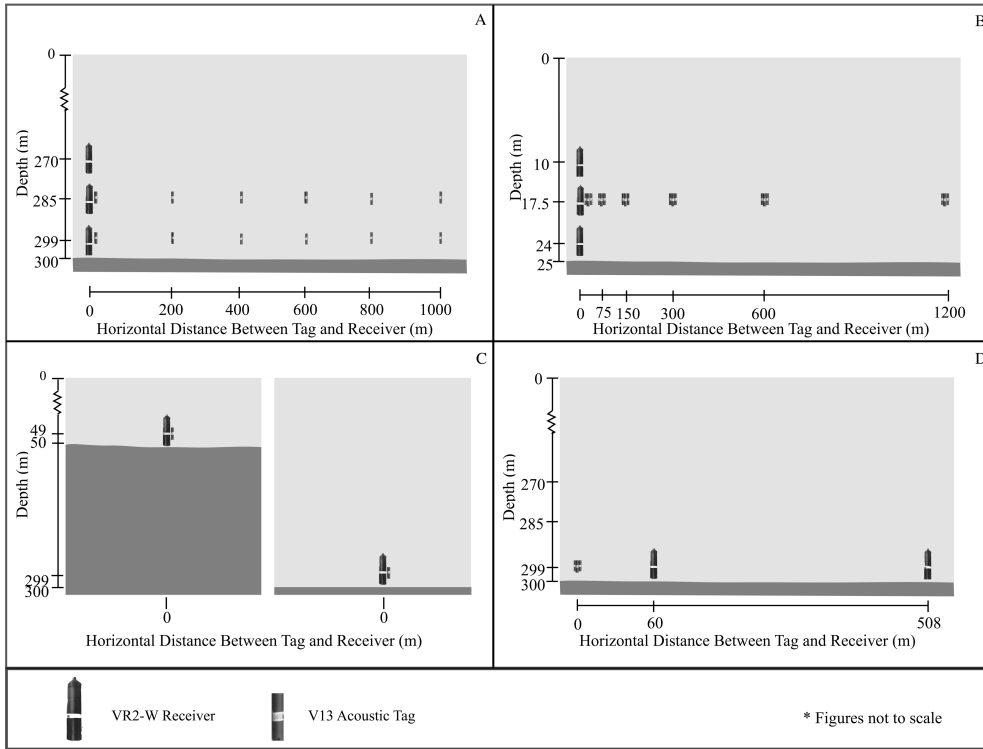 A
0
270
285
299
300
Depth (m)
0 200 400 600 800 1000
Horizontal Distance Between Tag and Receiver (m)
B
0
10
17.5
24
25
Depth (m)
0 75 150 300 600 1200
Horizontal Distance Between Tag and Receiver (m)
C
0
49
50
299
300
Depth (m)
0 0
Horizontal Distance Between Tag and Receiver (m)
D
0
270
285
299
300
Depth (m)
0 60 508
Horizontal Distance Between Tag and Receiver (m)
VR2-W Receiver
V13 Acoustic Tag
* Figures not to scale